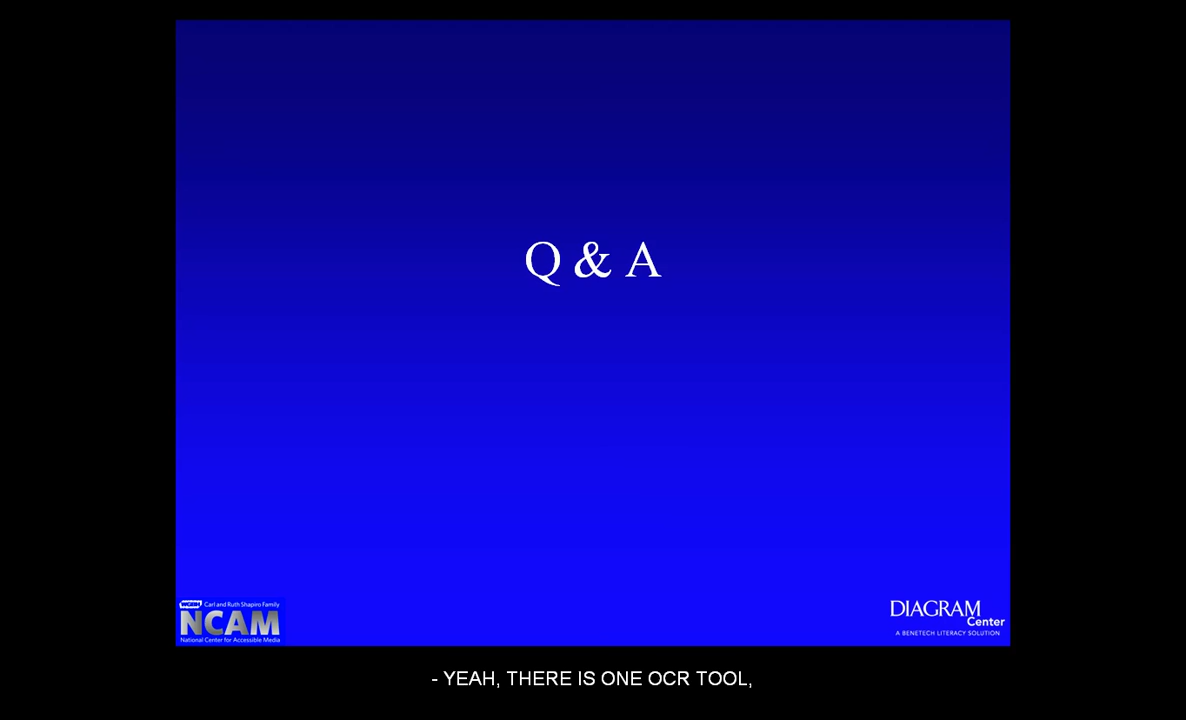 Q & A
WGBH Carl and Ruth Shapiro Family
NCAM
National Center for Accessible Media
DIAGRAM
Center
A BENETECH LITERACY SOLUTION
- YEAH, THERE IS ONE OCR TOOL,